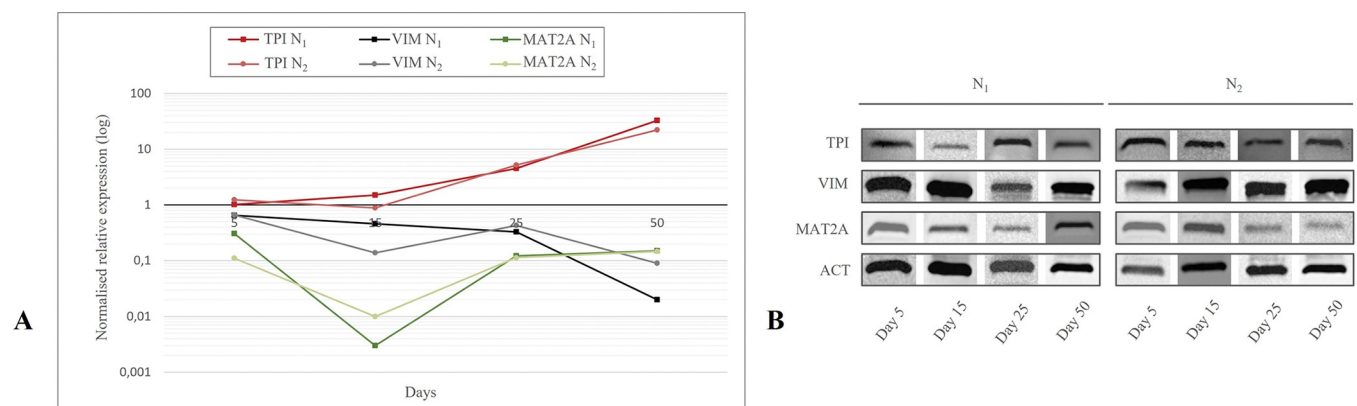 TPI N₁ VIM N₁ MAT2A N₁
TPI N₂ VIM N₂ MAT2A N₂
Normalised relative expression (log)
100
10
1
0,1
0,01
0,001
5 15 25 50
Days
A
N₁ N₂
TPI
VIM
MAT2A
ACT
Day 5 Day 15 Day 25 Day 50 Day 5 Day 15 Day 25 Day 50
B